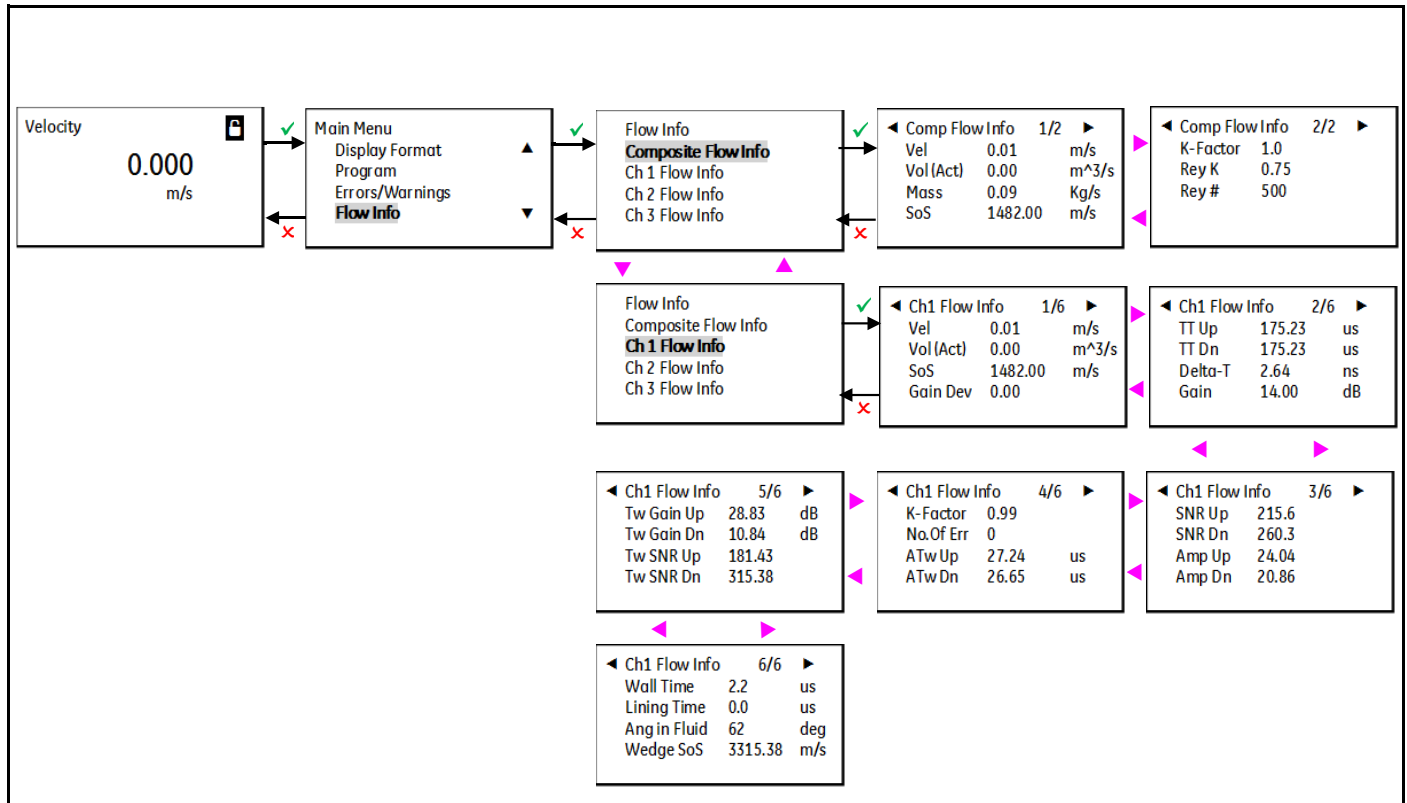 Velocity
0.000
m/s
Main Menu
Display Format ▲
Program
Errors/Warnings
Flow Info ▼
Flow Info
Composite Flow Info
Ch 1 Flow Info
Ch 2 Flow Info
Ch 3 Flow Info
◄ Comp Flow Info 1/2 ►
Vel 0.01 m/s
Vol (Act) 0.00 m^3/s
Mass 0.09 Kg/s
SoS 1482.00 m/s
◄ Comp Flow Info 2/2 ►
K-Factor 1.0
Rey K 0.75
Rey # 500
Flow Info
Composite Flow Info
Ch 1 Flow Info
Ch 2 Flow Info
Ch 3 Flow Info
◄ Ch1 Flow Info 1/6 ►
Vel 0.01 m/s
Vol (Act) 0.00 m^3/s
SoS 1482.00 m/s
Gain Dev 0.00
◄ Ch1 Flow Info 2/6 ►
TT Up 175.23 us
TT Dn 175.23 us
Delta-T 2.64 ns
Gain 14.00 dB
◄ Ch1 Flow Info 5/6 ►
Tw Gain Up 28.83 dB
Tw Gain Dn 10.84 dB
Tw SNR Up 181.43
Tw SNR Dn 315.38
◄ Ch1 Flow Info 4/6 ►
K-Factor 0.99
No.Of Err 0
ATw Up 27.24 us
ATw Dn 26.65 us
◄ Ch1 Flow Info 3/6 ►
SNR Up 215.6
SNR Dn 260.3
Amp Up 24.04
Amp Dn 20.86
◄ Ch1 Flow Info 6/6 ►
Wall Time 2.2 us
Lining Time 0.0 us
Ang in Fluid 62 deg
Wedge SoS 3315.38 m/s